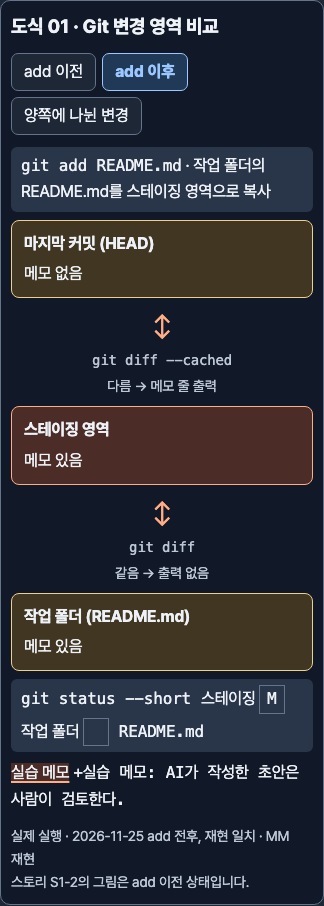 도식 01 · Git 변경 영역 비교
add 이전
add 이후
양쪽에 나뉜 변경
git add README.md · 작업 폴더의
README.md를 스테이징 영역으로 복사
마지막 커밋 (HEAD)
메모 없음
↕
git diff --cached
다름 → 메모 줄 출력
스테이징 영역
메모 있음
↕
git diff
같음 → 출력 없음
작업 폴더 (README.md)
메모 있음
git status --short 스테이징 M
작업 폴더 README.md
실습 메모 +실습 메모: AI가 작성한 초안은
사람이 검토한다.
실제 실행 · 2026-11-25 add 전후, 재현 일치 · MM
재현
스토리 S1-2의 그림은 add 이전 상태입니다.